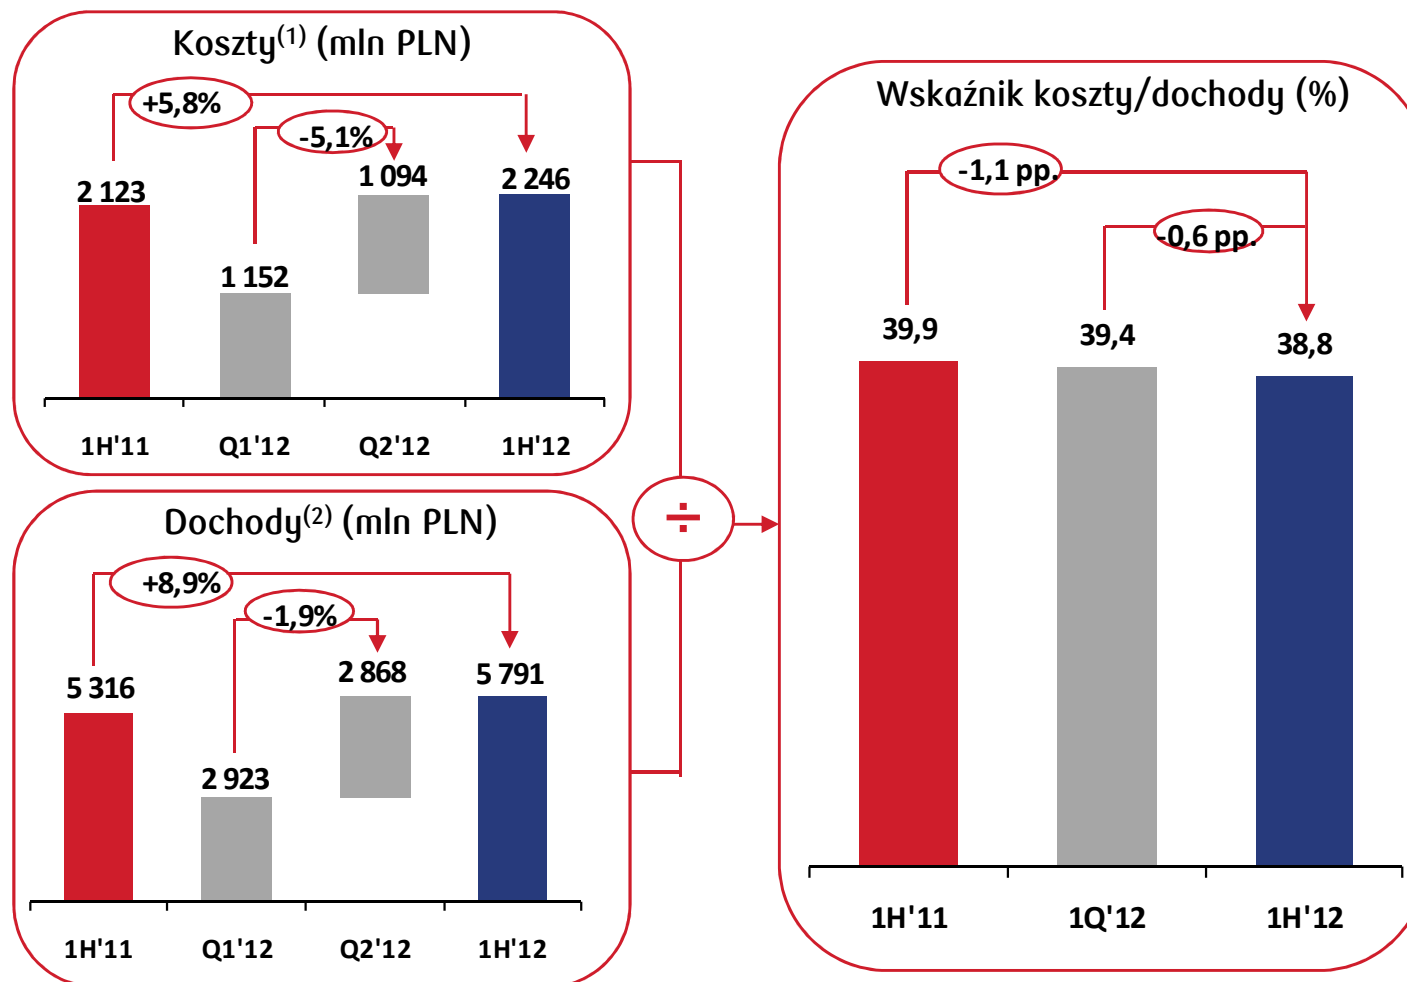 Koszty(1) (mln PLN)
+5,8%
-5,1%
2 123
1 152
1 094
2 246
1H'11 Q1'12 Q2'12 1H'12
Dochody(2) (mln PLN)
+8,9%
-1,9%
5 316
2 923
2 868
5 791
1H'11 Q1'12 Q2'12 1H'12
÷
Wskaźnik koszty/dochody (%)
-1,1 pp.
-0,6 pp.
39,9
39,4
38,8
1H'11 1Q'12 1H'12